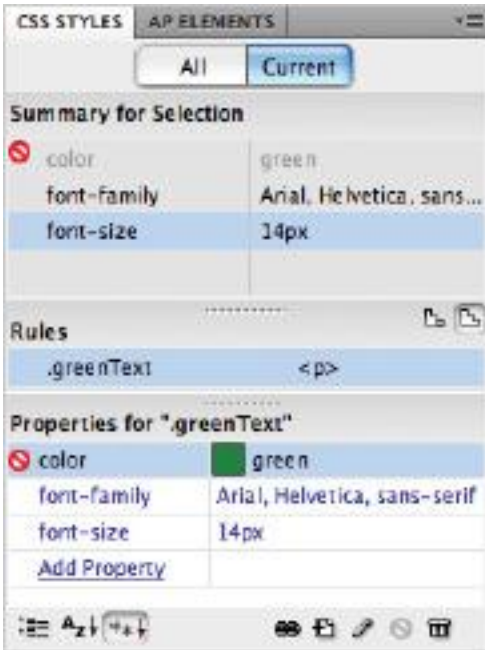 CSS STYLES AP ELEMENTS
All Current
Summary for Selection
color green
font-family Arial, Helvetica, sans...
font-size 14px
Rules
.greenText <p>
Properties for ".greenText"
color green
font-family Arial, Helvetica, sans-serif
font-size 14px
Add Property